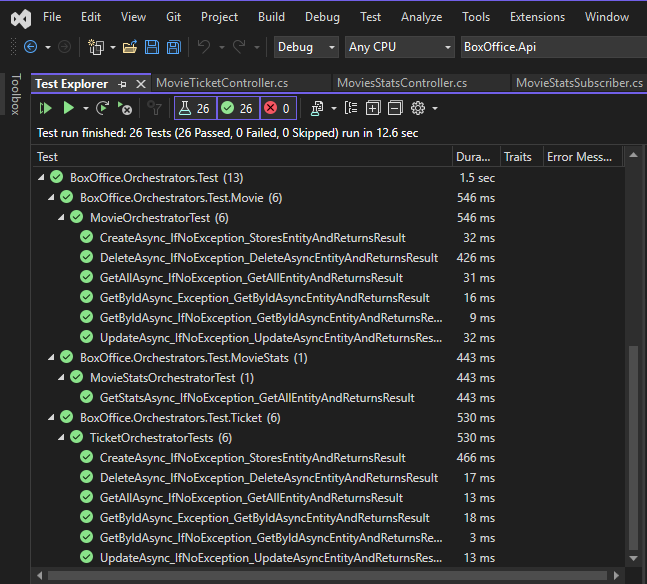 File Edit View Git Project Build Debug Test Analyze Tools Extensions Window
Debug Any CPU BoxOffice.Api
Toolbox
Test Explorer MovieTicketController.cs MoviesStatsController.cs MovieStatsSubscriber.cs
26 26 0
Test run finished: 26 Tests (26 Passed, 0 Failed, 0 Skipped) run in 12.6 sec
Test Dura... Traits Error Mess...
BoxOffice.Orchestrators.Test (13) 1.5 sec
BoxOffice.Orchestrators.Test.Movie (6) 546 ms
MovieOrchestratorTest (6) 546 ms
CreateAsync_IfNoException_StoresEntityAndReturnsResult 32 ms
DeleteAsync_IfNoException_DeleteAsyncEntityAndReturnsResult 426 ms
GetAllAsync_IfNoException_GetAllEntityAndReturnsResult 31 ms
GetByIdAsync_Exception_GetByIdAsyncEntityAndReturnsResult 16 ms
GetByIdAsync_IfNoException_GetByIdAsyncEntityAndReturnsRe... 9 ms
UpdateAsync_IfNoException_UpdateAsyncEntityAndReturnsRes... 32 ms
BoxOffice.Orchestrators.Test.MovieStats (1) 443 ms
MovieStatsOrchestratorTest (1) 443 ms
GetStatsAsync_IfNoException_GetAllEntityAndReturnsResult 443 ms
BoxOffice.Orchestrators.Test.Ticket (6) 530 ms
TicketOrchestratorTests (6) 530 ms
CreateAsync_IfNoException_StoresEntityAndReturnsResult 466 ms
DeleteAsync_IfNoException_DeleteAsyncEntityAndReturnsResult 17 ms
GetAllAsync_IfNoException_GetAllEntityAndReturnsResult 13 ms
GetByIdAsync_Exception_GetByIdAsyncEntityAndReturnsResult 18 ms
GetByIdAsync_IfNoException_GetByIdAsyncEntityAndReturnsRe... 3 ms
UpdateAsync_IfNoException_UpdateAsyncEntityAndReturnsRes... 13 ms